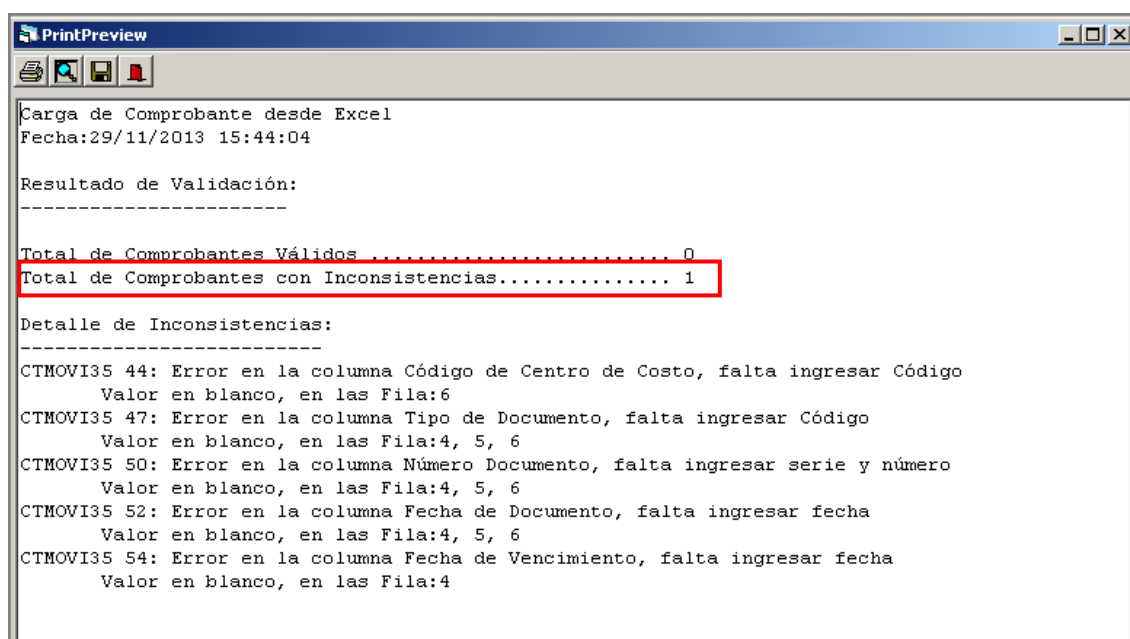 PrintPreview
Carga de Comprobante desde Excel
Fecha:29/11/2013 15:44:04
Resultado de Validación:
-----------------------
Total de Comprobantes Válidos .......................... 0
Total de Comprobantes con Inconsistencias............... 1
Detalle de Inconsistencias:
--------------------------
CTMOVI35 44: Error en la columna Código de Centro de Costo, falta ingresar Código
Valor en blanco, en las Fila:6
CTMOVI35 47: Error en la columna Tipo de Documento, falta ingresar Código
Valor en blanco, en las Fila:4, 5, 6
CTMOVI35 50: Error en la columna Número Documento, falta ingresar serie y número
Valor en blanco, en las Fila:4, 5, 6
CTMOVI35 52: Error en la columna Fecha de Documento, falta ingresar fecha
Valor en blanco, en las Fila:4, 5, 6
CTMOVI35 54: Error en la columna Fecha de Vencimiento, falta ingresar fecha
Valor en blanco, en las Fila:4